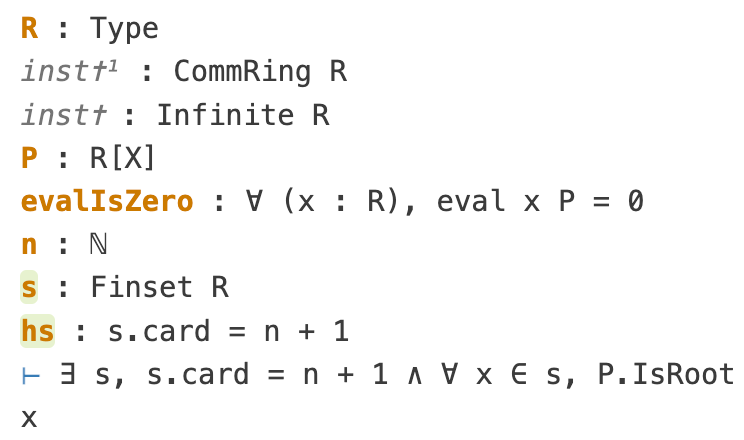 R : Type
inst✝¹ : CommRing R
inst✝ : Infinite R
P : R[X]
evalIsZero : ∀ (x : R), eval x P = 0
n : ℕ
s : Finset R
hs : s.card = n + 1
⊢ ∃ s, s.card = n + 1 ∧ ∀ x ∈ s, P.IsRoot
x